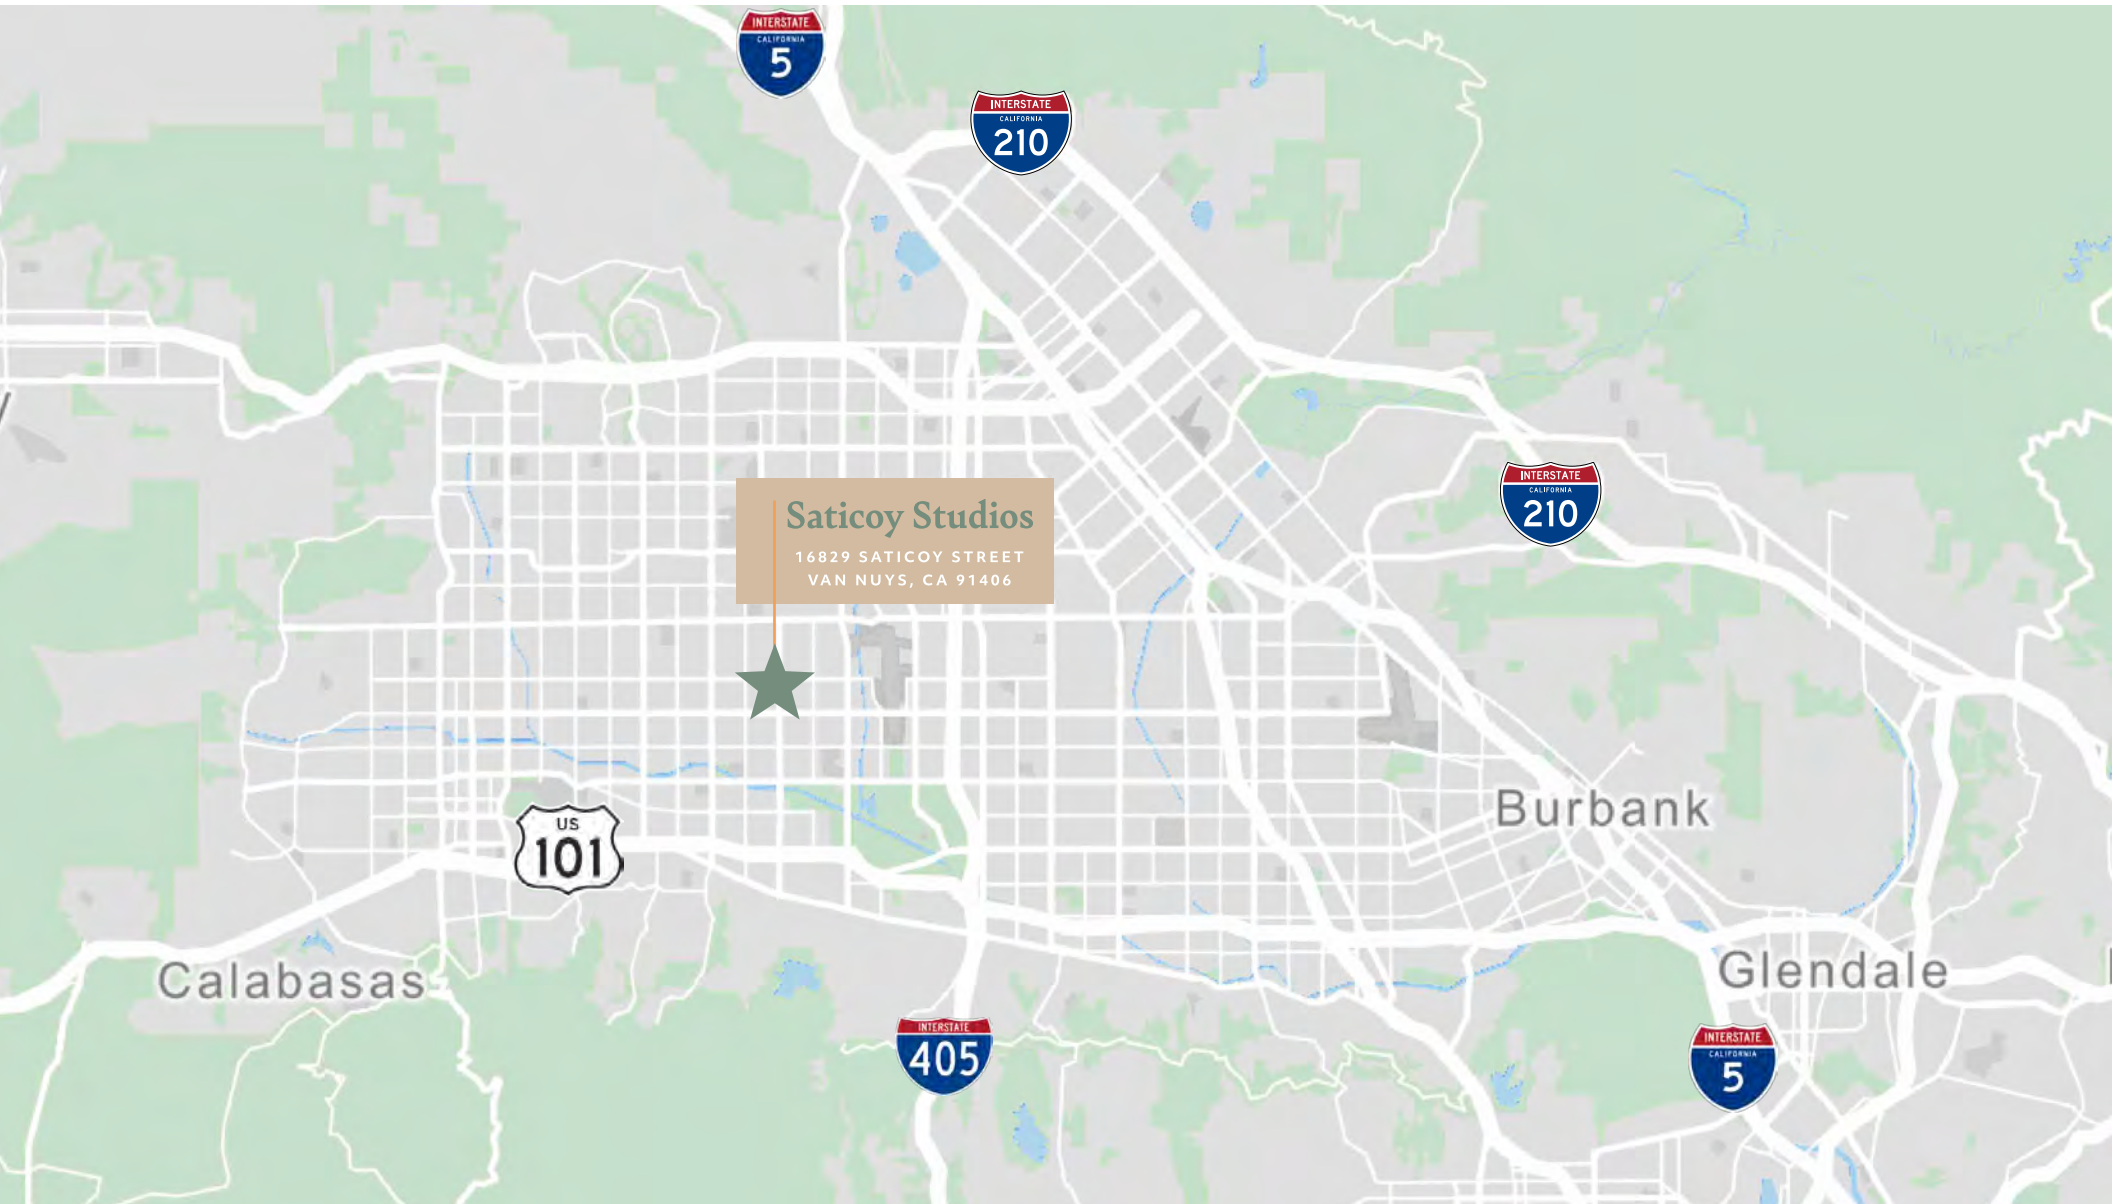 INTERSTATE
CALIFORNIA
5
INTERSTATE
CALIFORNIA
210
INTERSTATE
CALIFORNIA
210
Saticoy Studios
16829 SATICOY STREET
VAN NUYS, CA 91406
Burbank
US
101
Calabasas
Glendale
INTERSTATE
405
INTERSTATE
CALIFORNIA
5